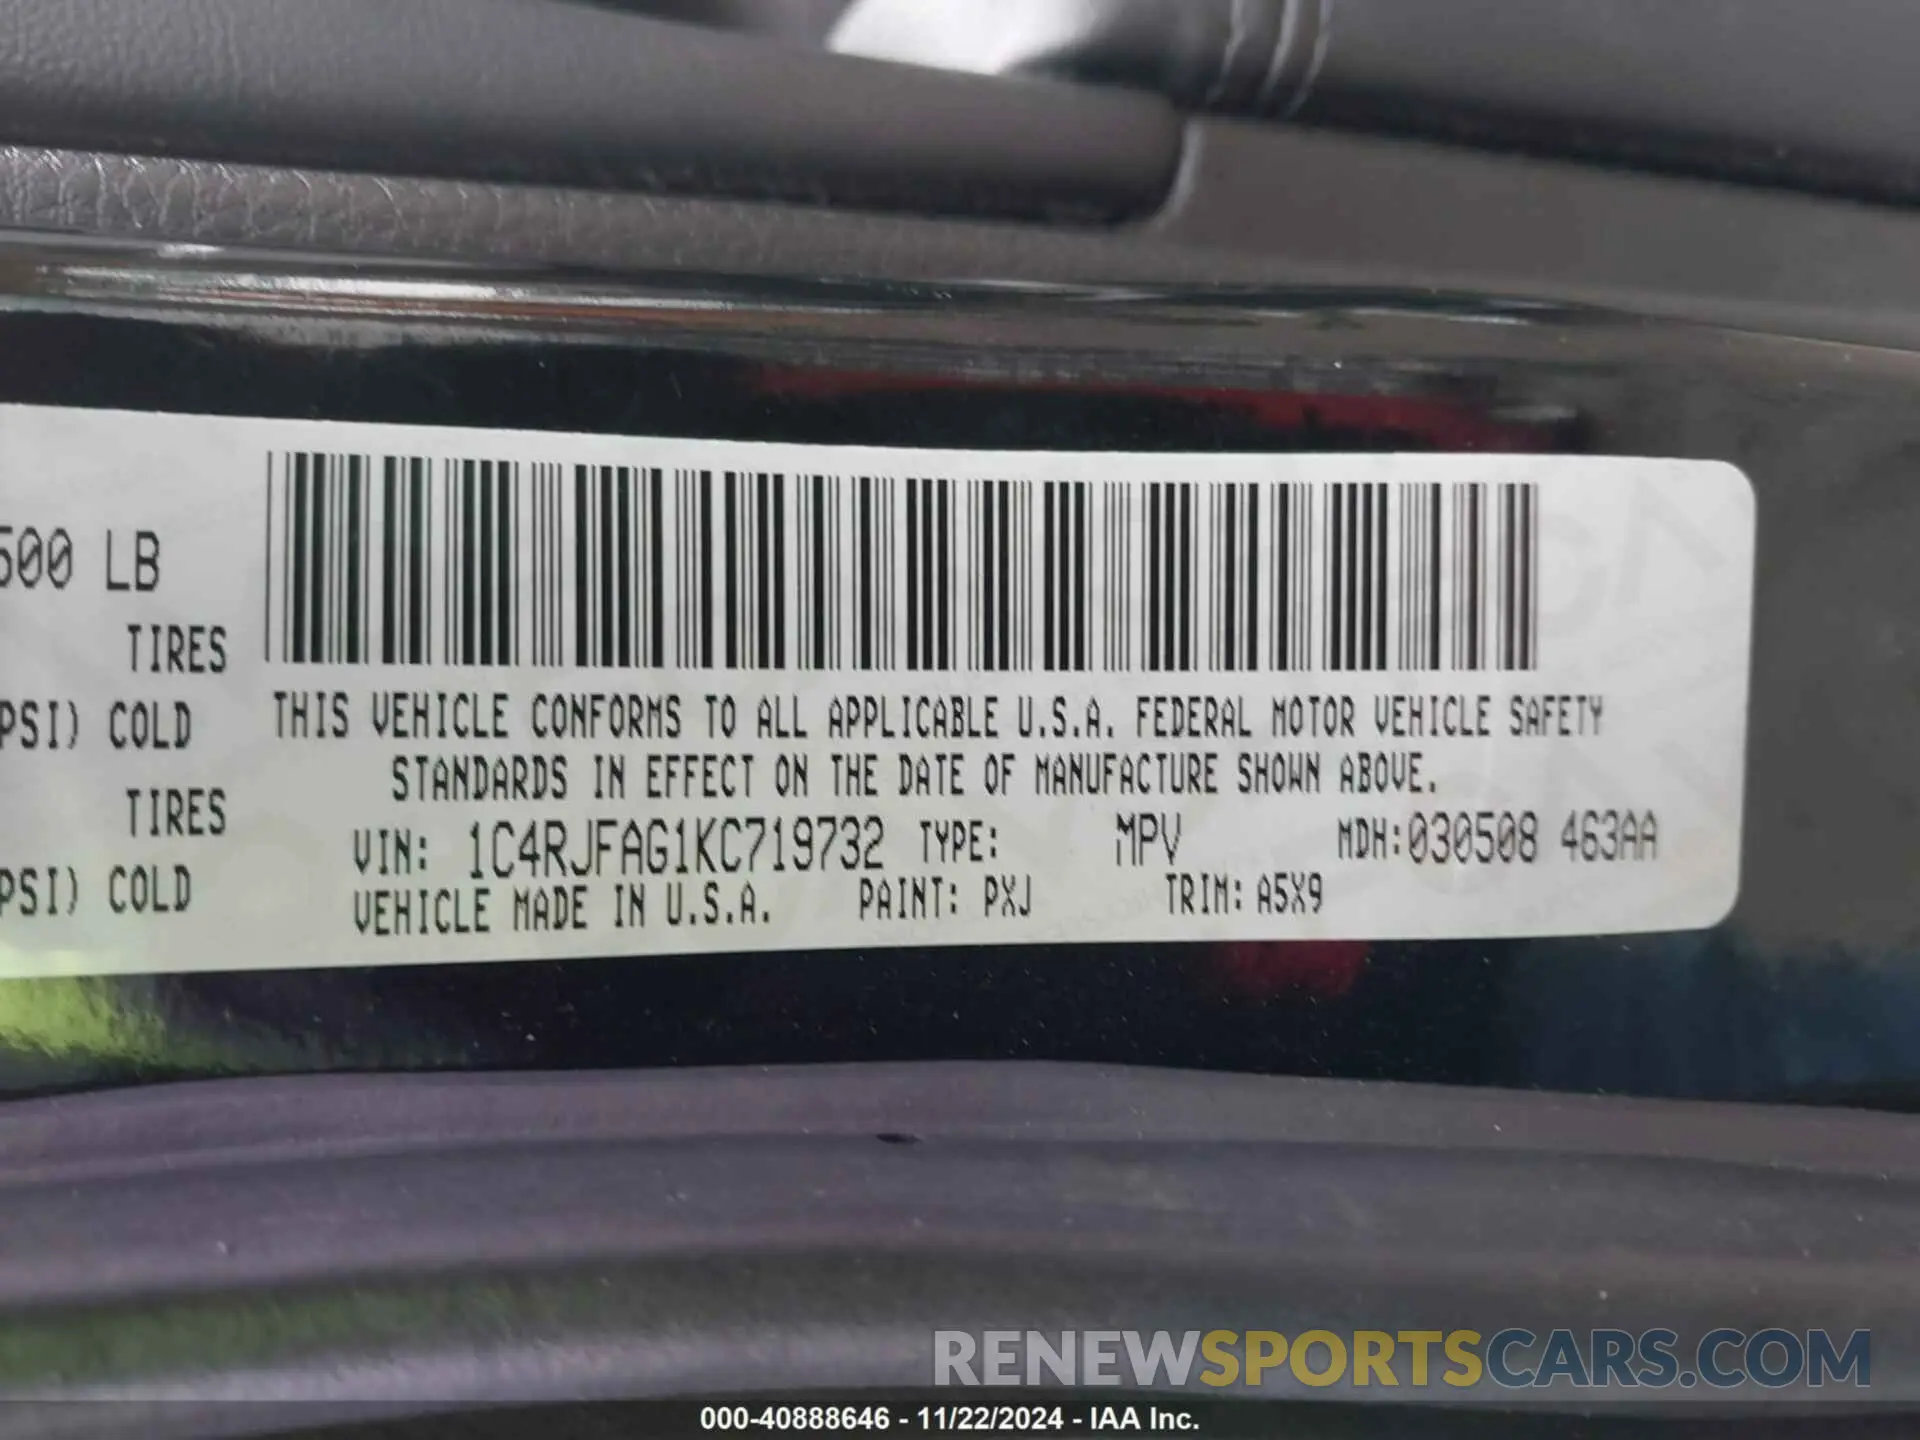 500 LB
TIRES
PSI) COLD
TIRES
PSI) COLD
THIS VEHICLE CONFORMS TO ALL APPLICABLE U.S.A. FEDERAL MOTOR VEHICLE SAFETY
STANDARDS IN EFFECT ON THE DATE OF MANUFACTURE SHOWN ABOVE.
VIN: 1C4RJFAG1KC719732 TYPE: MPV MDH:030508 463AA
VEHICLE MADE IN U.S.A. PAINT: PXJ TRIM: A5X9
RENEWSPORTSCARS.COM
000-40888646 - 11/22/2024 - IAA Inc.